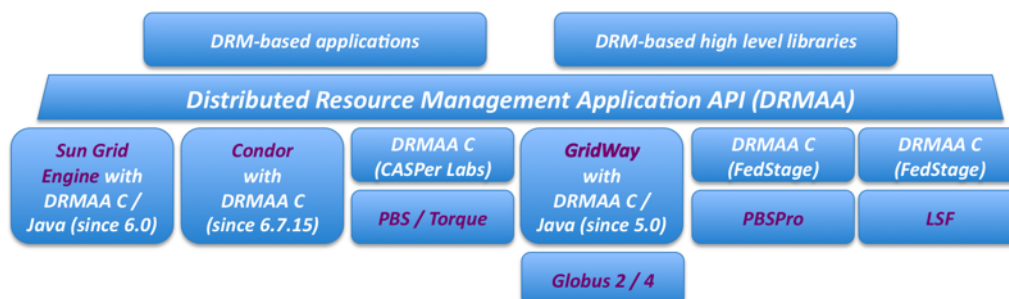 DRM-based applications
DRM-based high level libraries
Distributed Resource Management Application API (DRMAA)
Sun Grid
Engine with
DRMAA C /
Java (since 6.0)
Condor
with
DRMAA C
(since 6.7.15)
DRMAA C
(CASPer Labs)
PBS / Torque
GridWay
with
DRMAA C /
Java (since 5.0)
Globus 2 / 4
DRMAA C
(FedStage)
PBSPro
DRMAA C
(FedStage)
LSF